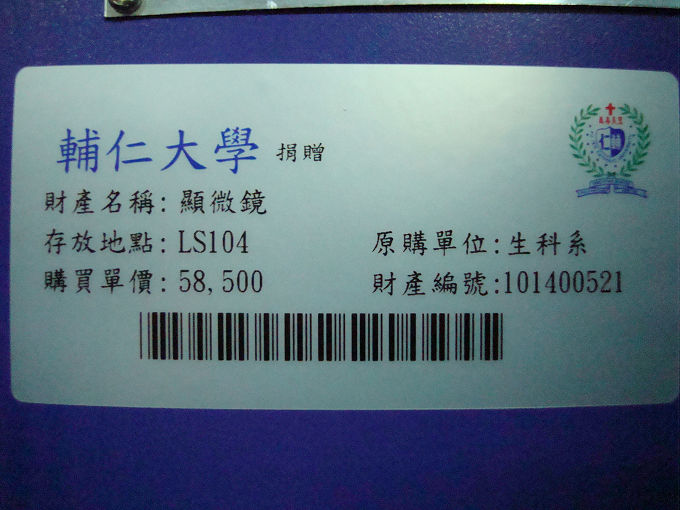 輔仁大學 捐贈
財產名稱: 顯微鏡
存放地點: LS104 原購單位: 生科系
購買單價: 58,500 財產編號:101400521